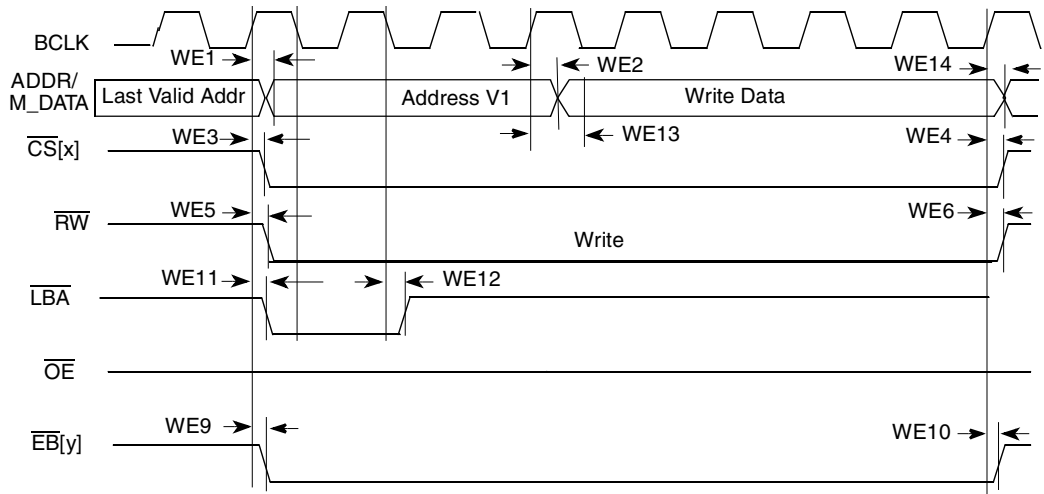 BCLK
WE1
WE2
WE14
ADDR/
M_DATA
Last Valid Addr
Address V1
Write Data
WE3
WE13
WE4
CS[x]
WE5
WE6
RW
Write
WE11
WE12
LBA
OE
WE9
WE10
EB[y]